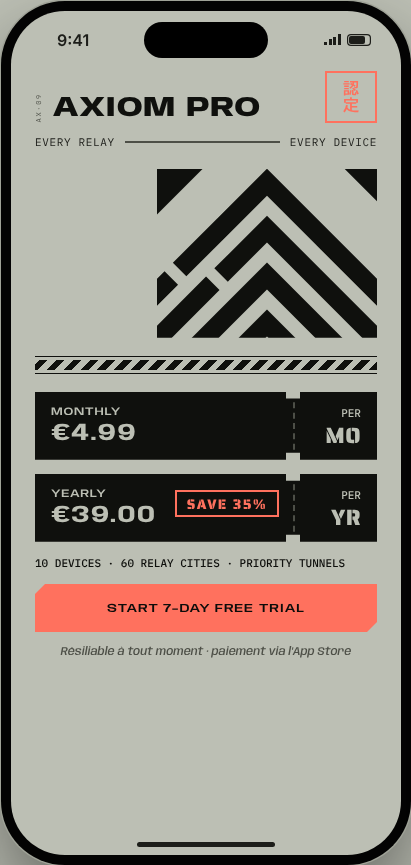 9:41
AX-09
AXIOM PRO
認定
EVERY RELAY
EVERY DEVICE
MONTHLY
€4.99
PER
MO
YEARLY
€39.00
SAVE 35%
PER
YR
10 DEVICES · 60 RELAY CITIES · PRIORITY TUNNELS
START 7-DAY FREE TRIAL
Résiliable à tout moment · paiement via l'App Store